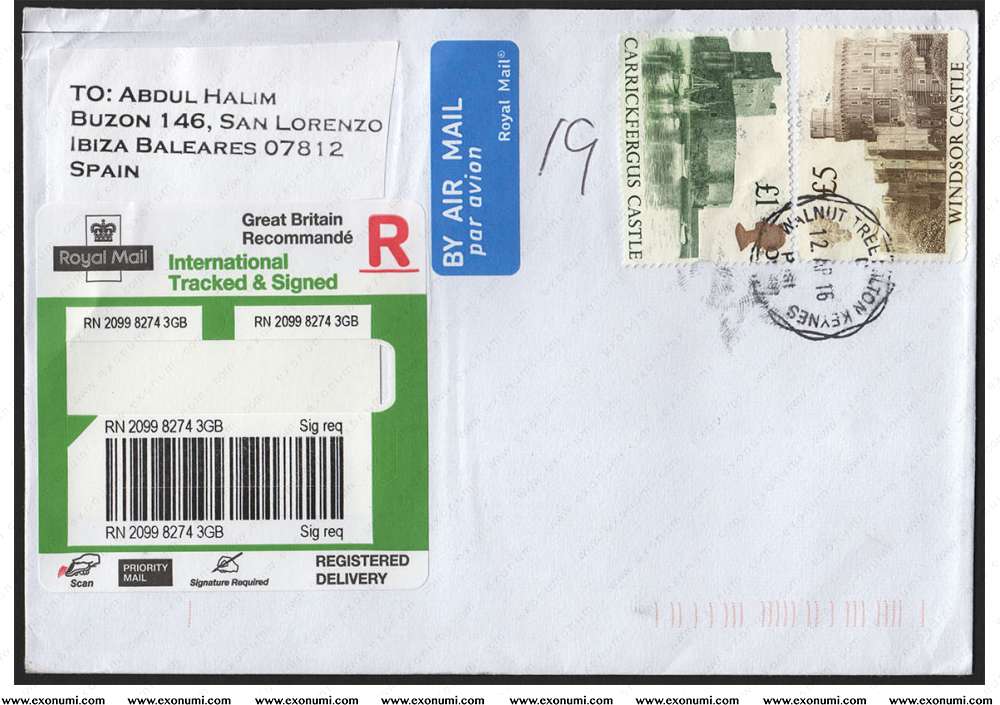 TO: ABDUL HALIM
BUZON 146, SAN LORENZO
IBIZA BALEARES 07812
SPAIN
Royal Mail
Great Britain
Recommandé
R
International
Tracked & Signed
RN 2099 8274 3GB
RN 2099 8274 3GB
RN 2099 8274 3GB Sig req
RN 2099 8274 3GB Sig req
Scan
PRIORITY
MAIL
Signature Required
REGISTERED
DELIVERY
BY AIR MAIL
par avion
Royal Mail®
19
CARRICKFERGUS CASTLE
£1
WINDSOR CASTLE
£5
WALNUT TREE, MILTON KEYNES
12 AP 16
www.exonumi.com www.exonumi.com www.exonumi.com www.exonumi.com www.exonumi.com www.exonumi.com www.exonumi.com www.exonumi.com